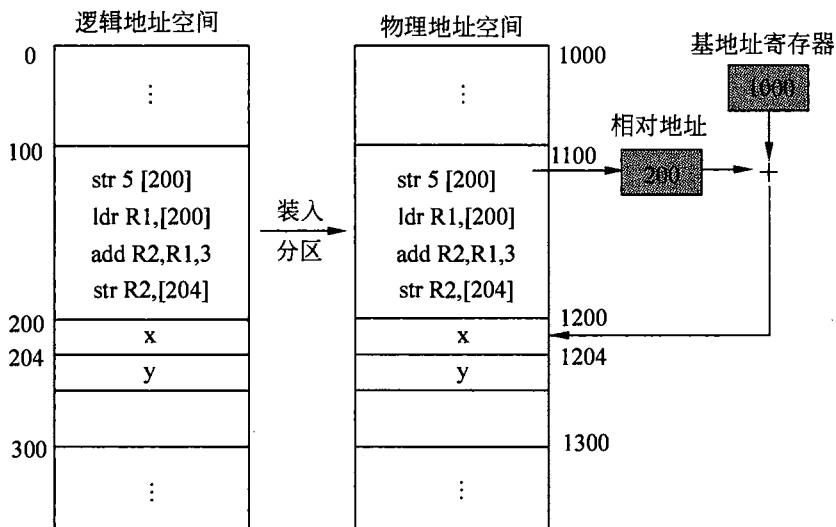 逻辑地址空间
物理地址空间
基地址寄存器
0
1000
1000
⋮
⋮
相对地址
100
1100
200
+
str 5 [200]
ldr R1,[200]
add R2,R1,3
str R2,[204]
装入
分区
str 5 [200]
ldr R1,[200]
add R2,R1,3
str R2,[204]
200
x
1200
x
204
y
1204
y
300
1300
⋮
⋮